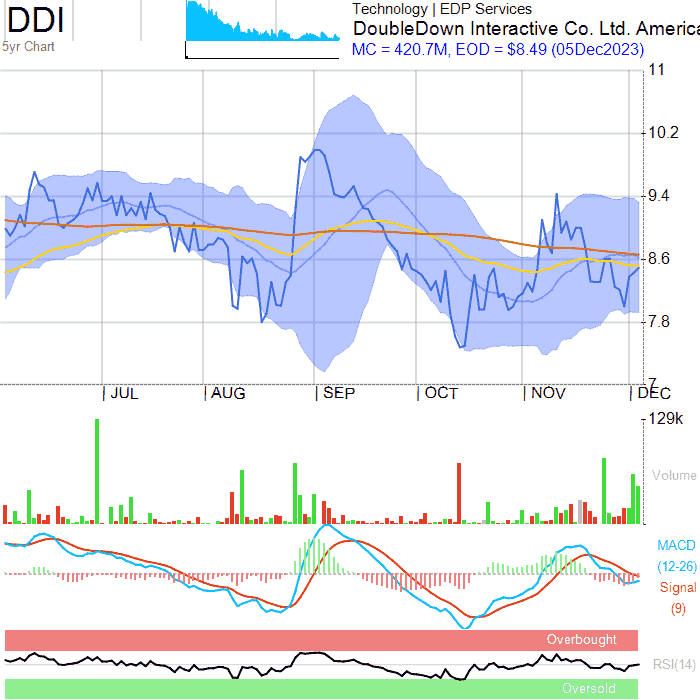 DDI
5yr Chart
Technology | EDP Services
DoubleDown Interactive Co. Ltd. America
MC = 420.7M, EOD = $8.49 (05Dec2023)
11
10.2
9.4
8.6
7.8
7
JUL
AUG
SEP
OCT
NOV
DEC
129k
Volume
MACD
(12-26)
Signal
(9)
Overbought
RSI(14)
Oversold